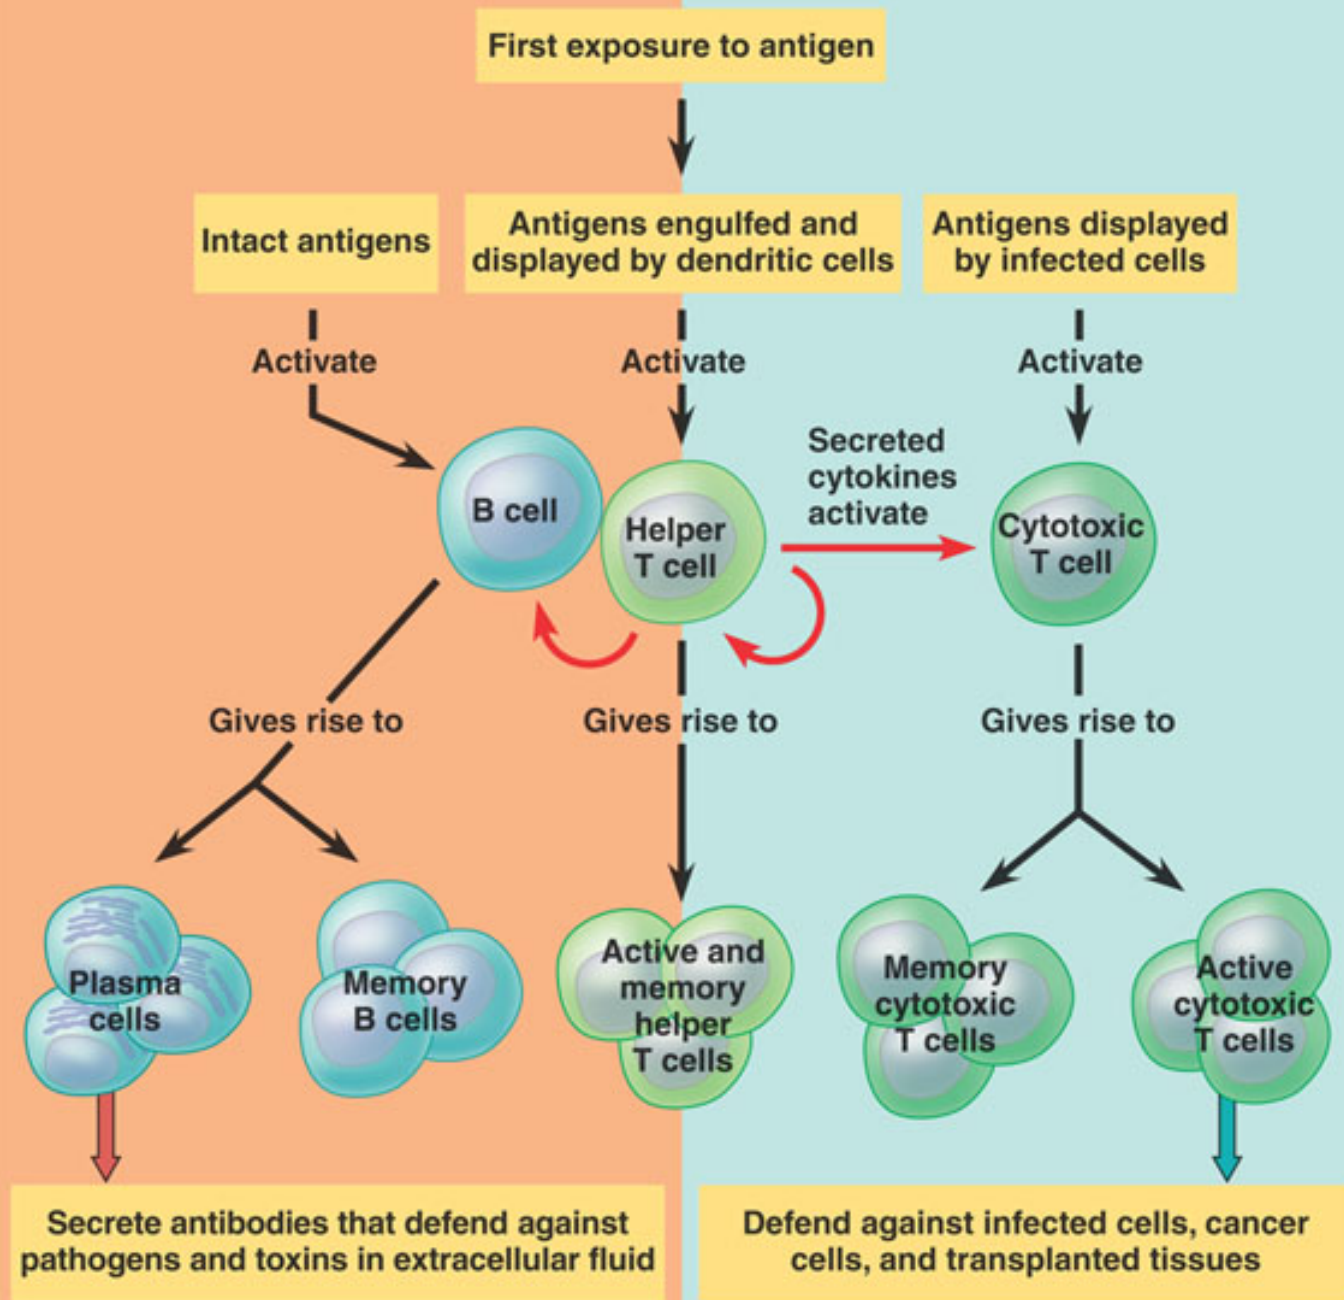 First exposure to antigen
Intact antigens
Antigens engulfed and
displayed by dendritic cells
Antigens displayed
by infected cells
Activate
Activate
Activate
Secreted
cytokines
activate
B cell
Helper
T cell
Cytotoxic
T cell
Gives rise to
Gives rise to
Gives rise to
Plasma
cells
Memory
B cells
Active and
memory
helper
T cells
Memory
cytotoxic
T cells
Active
cytotoxic
T cells
Secrete antibodies that defend against
pathogens and toxins in extracellular fluid
Defend against infected cells, cancer
cells, and transplanted tissues